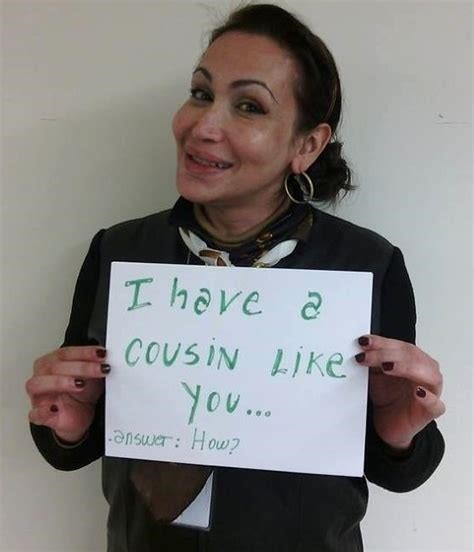 I have a
COUSIN LIKE
YOU...
.answer: How?